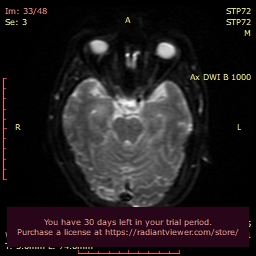 Im: 33/48
Se: 3
A
STP72
STP72
M
Ax DWI B 1000
R
L
You have 30 days left in your trial period.
Purchase a license at https://radiantviewer.com/store/